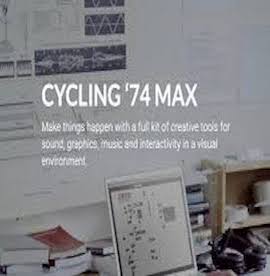 CYCLING '74 MAX
Make things happen with a full kit of creative tools for
sound, graphics, music and interactivity in a visual
environment.